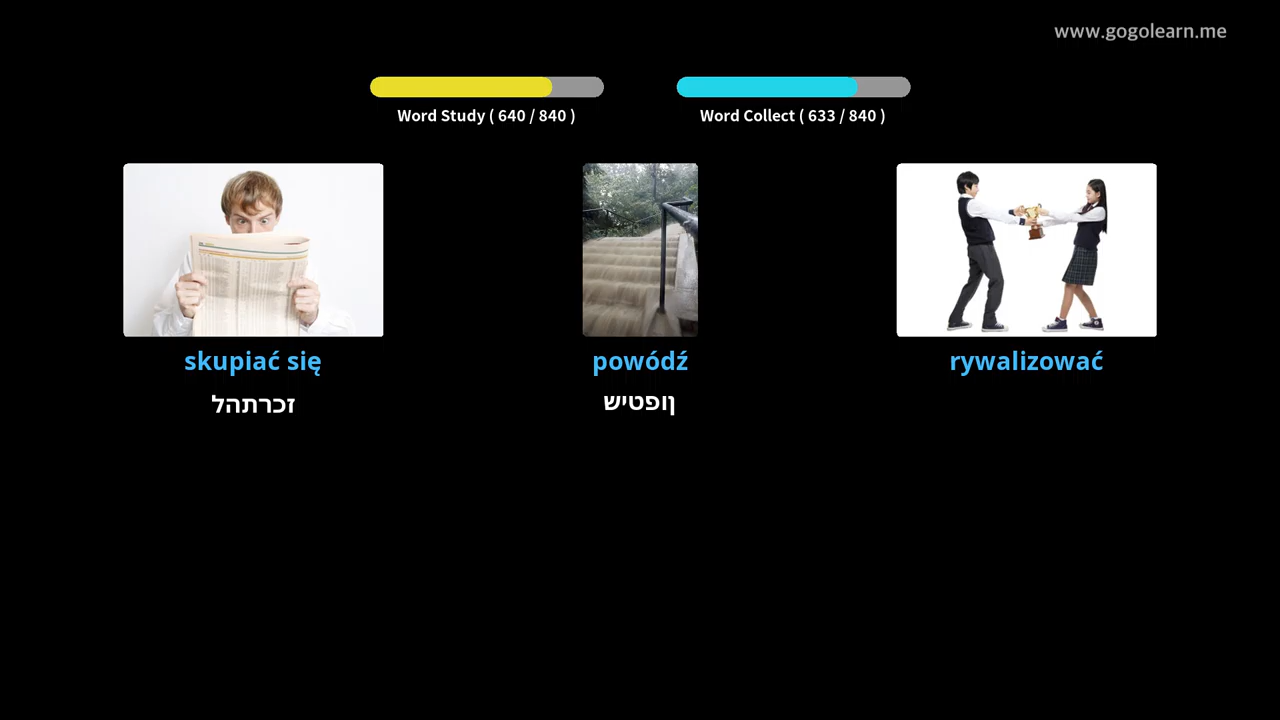 www.gogolearn.me
Word Study ( 640 / 840 )
Word Collect ( 633 / 840 )
skupiać się
להתרכז
powódź
שיטפון
rywalizować